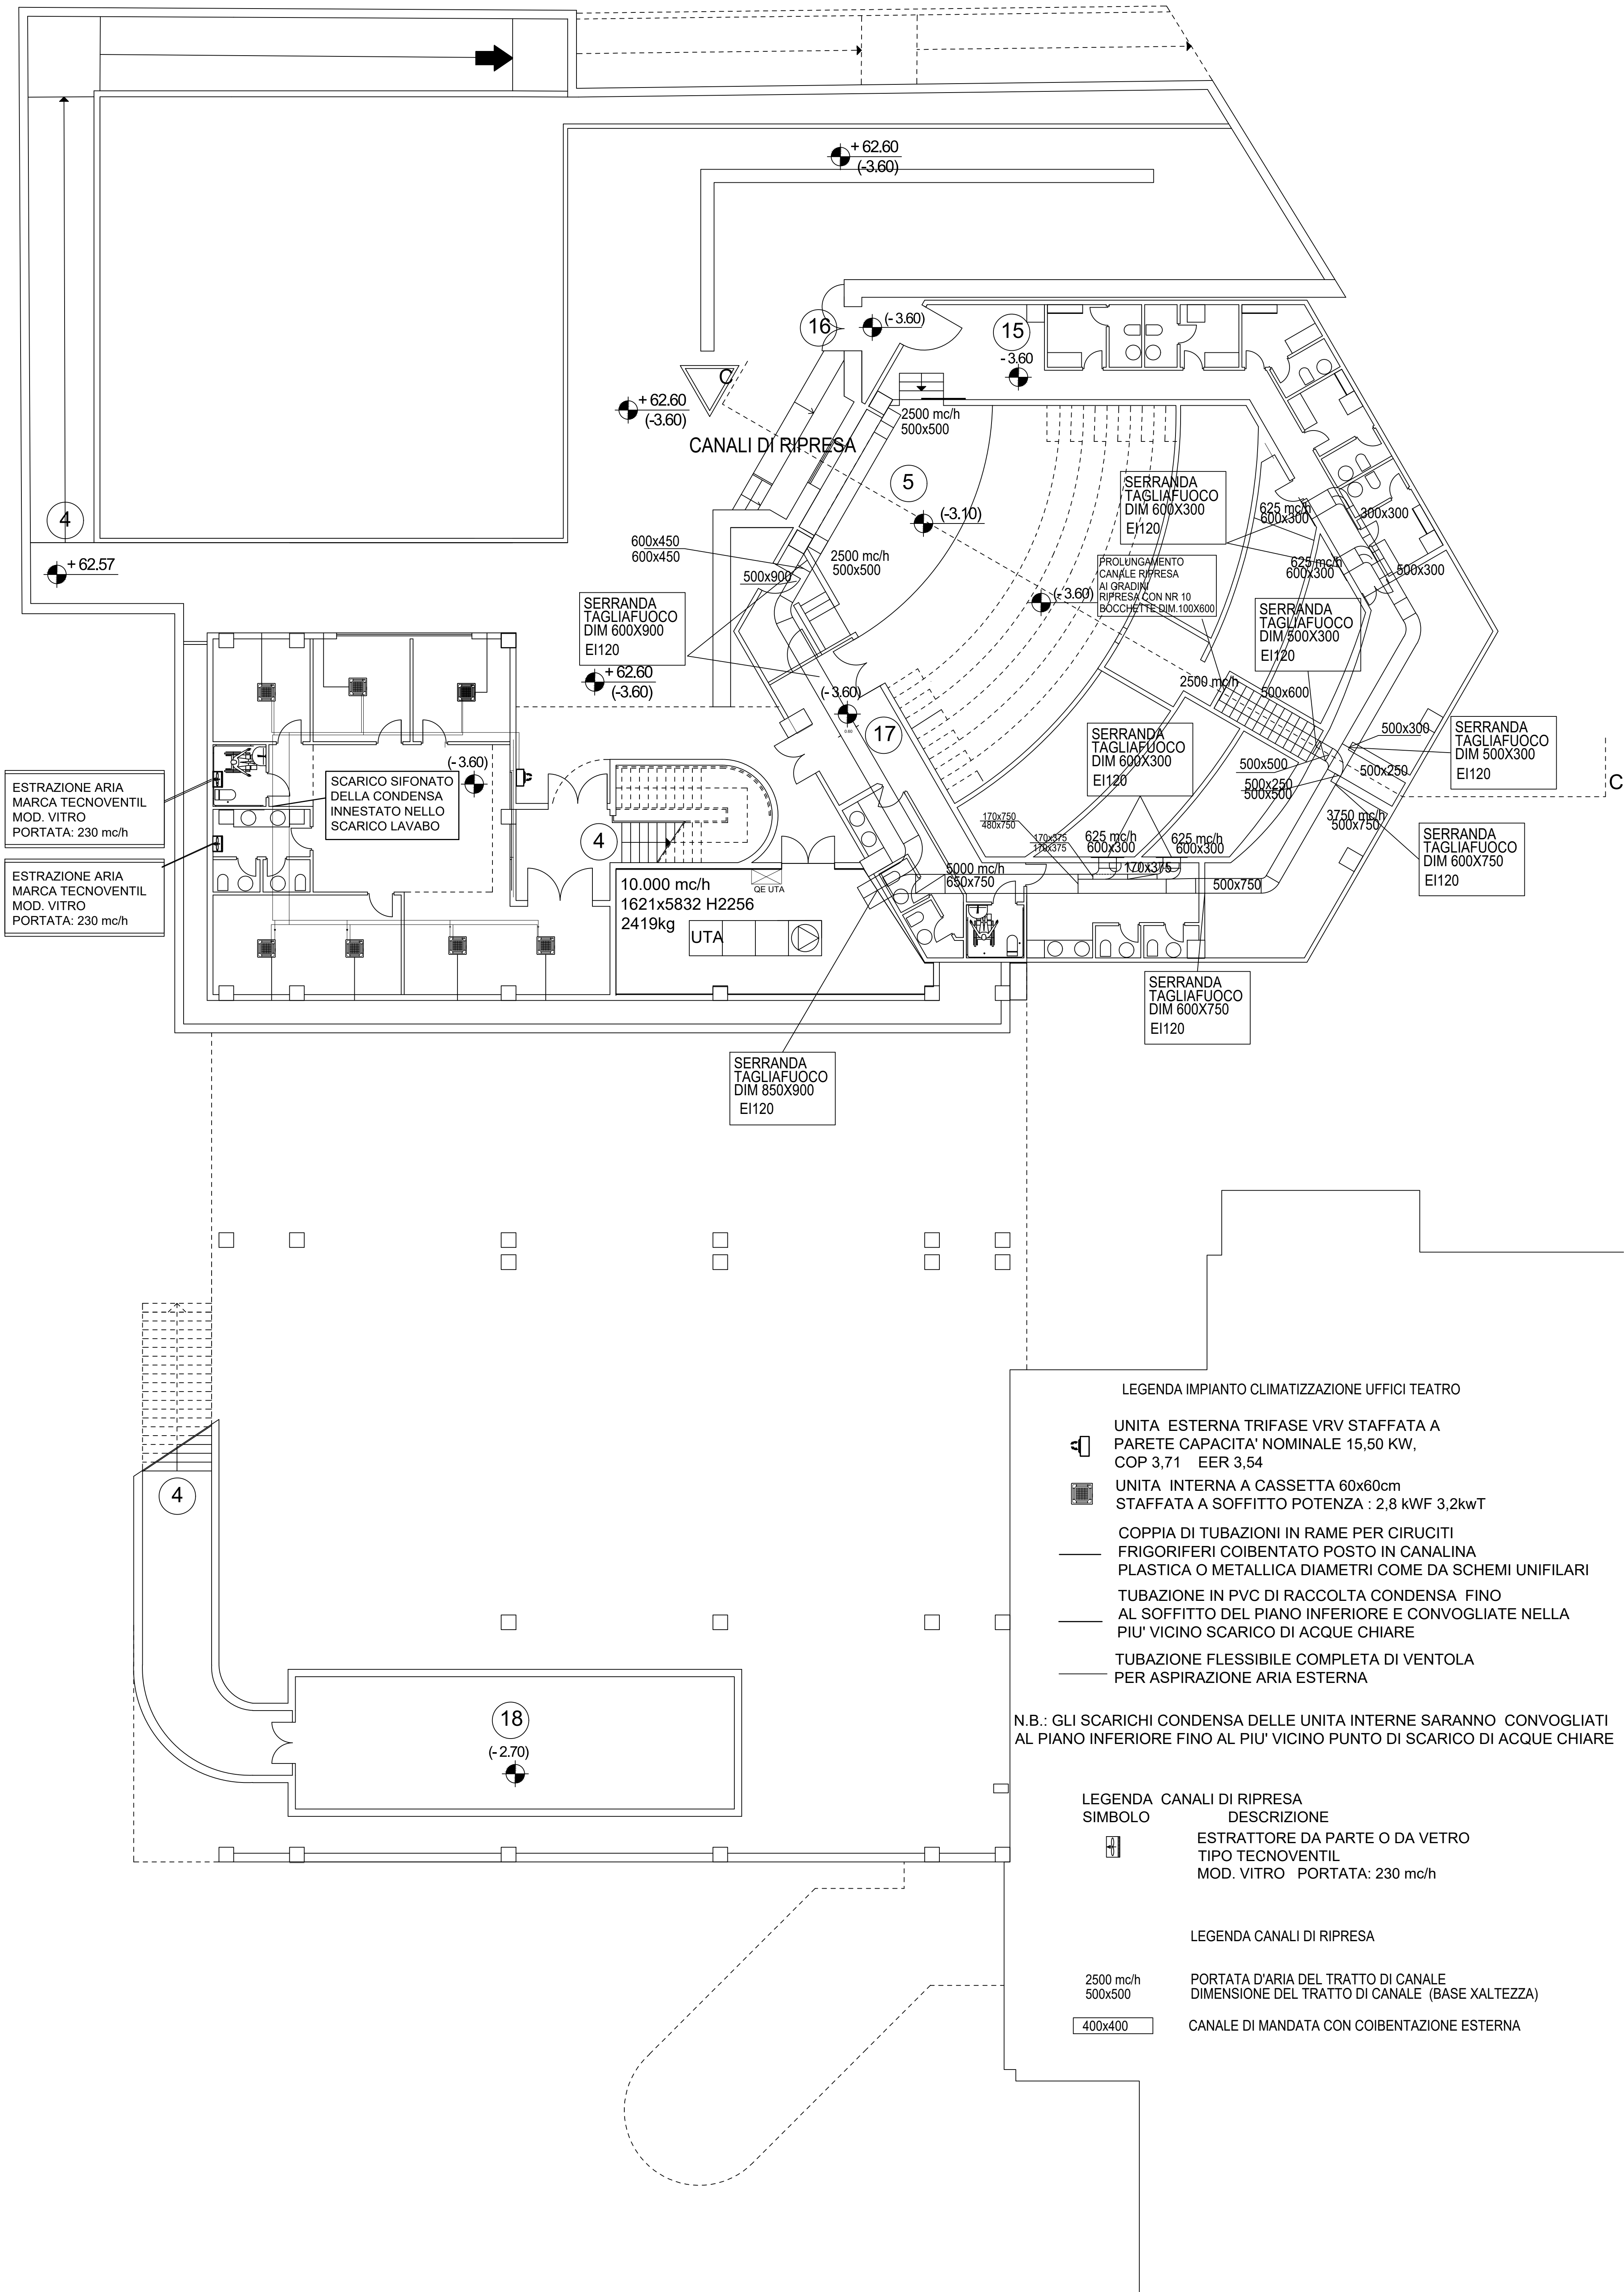 + 62.60
(-3.60)
16
(- 3.60)
15
- 3.60
C
+ 62.60
(-3.60)
CANALI DI RIPRESA
2500 mc/h
500x500
5
(-3.10)
SERRANDA
TAGLIAFUOCO
DIM 600X300
EI120
625 mc/h
600x300
300x300
4
+ 62.57
600x450
600x450
2500 mc/h
500x500
500x900
PROLUNGAMENTO
CANALE RIPRESA
AI GRADINI
RIPRESA CON NR 10
BOCCHETTE DIM.100X600
625 mc/h
600x300
500x300
SERRANDA
TAGLIAFUOCO
DIM 600X900
EI120
(- 3.60)
SERRANDA
TAGLIAFUOCO
DIM 500X300
EI120
+ 62.60
(-3.60)
(- 3.60)
0.60
17
2500 mc/h
500x600
SERRANDA
TAGLIAFUOCO
DIM 600X300
EI120
500x300
SERRANDA
TAGLIAFUOCO
DIM 500X300
EI120
500x500
500x250
500x250
500x500
C
ESTRAZIONE ARIA
MARCA TECNOVENTIL
MOD. VITRO
PORTATA: 230 mc/h
SCARICO SIFONATO
DELLA CONDENSA
INNESTATO NELLO
SCARICO LAVABO
(- 3.60)
4
170x750
480x750
170x375
170x375
625 mc/h
600x300
625 mc/h
600x300
3750 mc/h
500x750
SERRANDA
TAGLIAFUOCO
DIM 600X750
EI120
ESTRAZIONE ARIA
MARCA TECNOVENTIL
MOD. VITRO
PORTATA: 230 mc/h
10.000 mc/h
1621x5832 H2256
2419kg
QE UTA
UTA
5000 mc/h
650x750
170x375
500x750
SERRANDA
TAGLIAFUOCO
DIM 600X750
EI120
SERRANDA
TAGLIAFUOCO
DIM 850X900
EI120
4
18
(- 2.70)
LEGENDA IMPIANTO CLIMATIZZAZIONE UFFICI TEATRO
UNITA ESTERNA TRIFASE VRV STAFFATA A
PARETE CAPACITA' NOMINALE 15,50 KW,
COP 3,71 EER 3,54
UNITA INTERNA A CASSETTA 60x60cm
STAFFATA A SOFFITTO POTENZA : 2,8 kWF 3,2kwT
COPPIA DI TUBAZIONI IN RAME PER CIRUCITI
FRIGORIFERI COIBENTATO POSTO IN CANALINA
PLASTICA O METALLICA DIAMETRI COME DA SCHEMI UNIFILARI
TUBAZIONE IN PVC DI RACCOLTA CONDENSA FINO
AL SOFFITTO DEL PIANO INFERIORE E CONVOGLIATE NELLA
PIU' VICINO SCARICO DI ACQUE CHIARE
TUBAZIONE FLESSIBILE COMPLETA DI VENTOLA
PER ASPIRAZIONE ARIA ESTERNA
N.B.: GLI SCARICHI CONDENSA DELLE UNITA INTERNE SARANNO CONVOGLIATI
AL PIANO INFERIORE FINO AL PIU' VICINO PUNTO DI SCARICO DI ACQUE CHIARE
LEGENDA CANALI DI RIPRESA
SIMBOLO DESCRIZIONE
ESTRATTORE DA PARTE O DA VETRO
TIPO TECNOVENTIL
MOD. VITRO PORTATA: 230 mc/h
LEGENDA CANALI DI RIPRESA
2500 mc/h PORTATA D'ARIA DEL TRATTO DI CANALE
500x500 DIMENSIONE DEL TRATTO DI CANALE (BASE XALTEZZA)
400x400 CANALE DI MANDATA CON COIBENTAZIONE ESTERNA